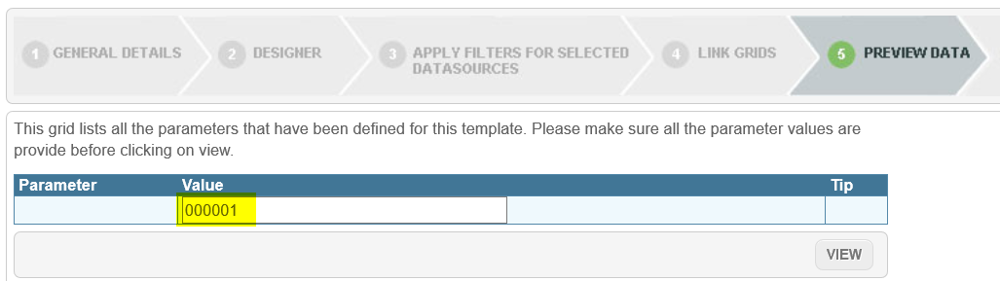 1 GENERAL DETAILS 2 DESIGNER 3 APPLY FILTERS FOR SELECTED
DATASOURCES 4 LINK GRIDS 5 PREVIEW DATA
This grid lists all the parameters that have been defined for this template. Please make sure all the parameter values are
provide before clicking on view.
Parameter Value Tip
000001
VIEW